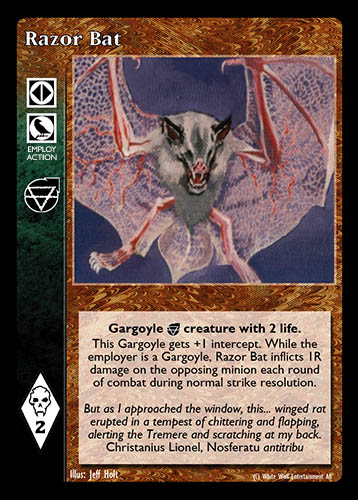 Razor Bat
EMPLOY
ACTION
Gargoyle creature with 2 life.
This Gargoyle gets +1 intercept. While the
employer is a Gargoyle, Razor Bat inflicts 1R
damage on the opposing minion each round
of combat during normal strike resolution.
But as I approached the window, this... winged rat
erupted in a tempest of chittering and flapping,
alerting the Tremere and scratching at my back.
Christanius Lionel, Nosferatu antitribu
2
Illus: Jeff Holt
(C) White Wolf Entertainment AB